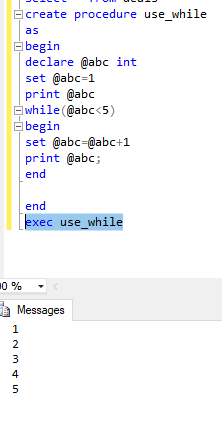 create procedure use_while
as
begin
declare @abc int
set @abc=1
print @abc
while(@abc<5)
begin
set @abc=@abc+1
print @abc;
end
end
exec use_while
00 %
Messages
1
2
3
4
5